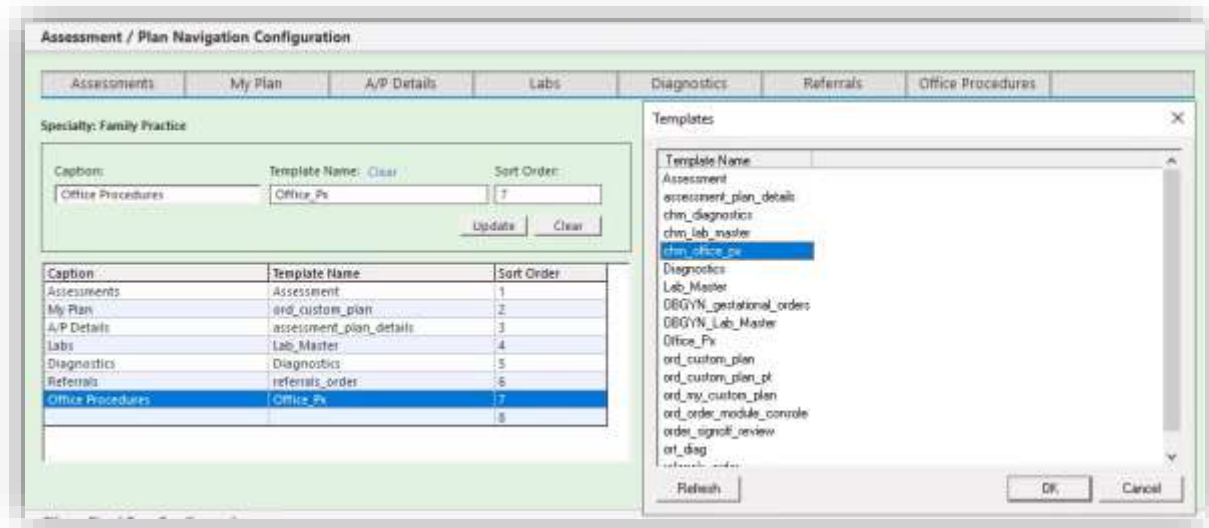 Assessment / Plan Navigation Configuration
Assessments My Plan A/P Details Labs Diagnostics Referrals Office Procedures
Specialty: Family Practice
Caption: Template Name: Clear Sort Order:
Office Procedures Office_Px 7
Update Clear
Caption Template Name Sort Order
Assessments Assessment 1
My Plan ord_custom_plan 2
A/P Details assessment_plan_details 3
Labs Lab_Master 4
Diagnostics Diagnostics 5
Referrals referrals_order 6
Office Procedures Office_Px 7
8
Templates
Template Name
Assessment
assessment_plan_details
chm_diagnostics
chm_lab_master
chm_office_px
Diagnostics
Lab_Master
OBGYN_gestational_orders
OBGYN_Lab_Master
Office_Px
ord_custom_plan
ord_custom_plan_pt
ord_my_custom_plan
ord_order_module_console
order_signoff_review
ort_diag
Refresh OK Cancel